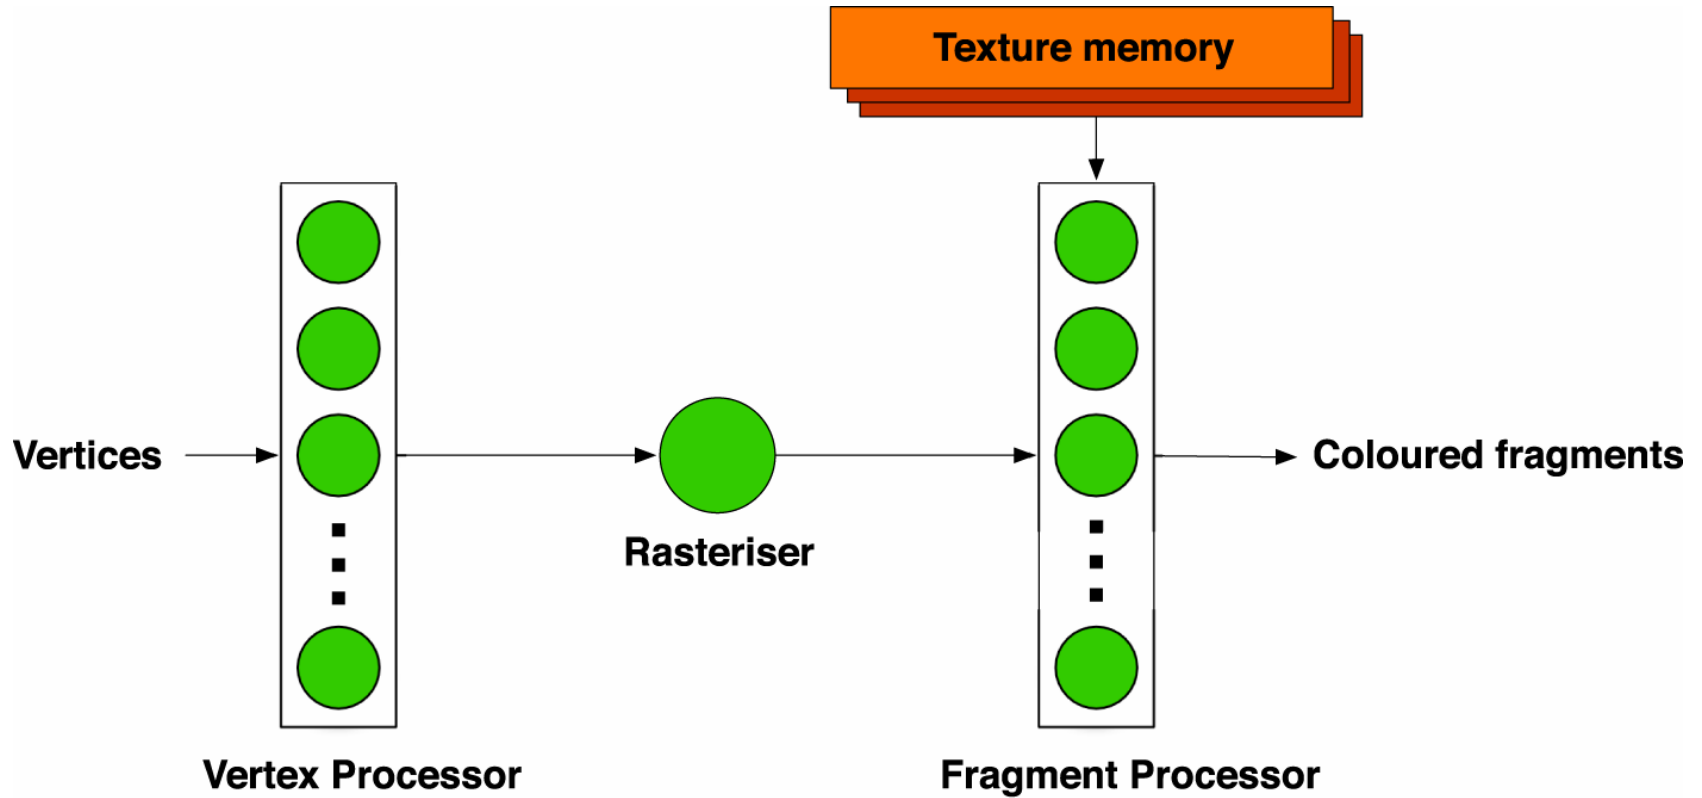 Texture memory
Vertices
Coloured fragments
Rasteriser
Vertex Processor
Fragment Processor